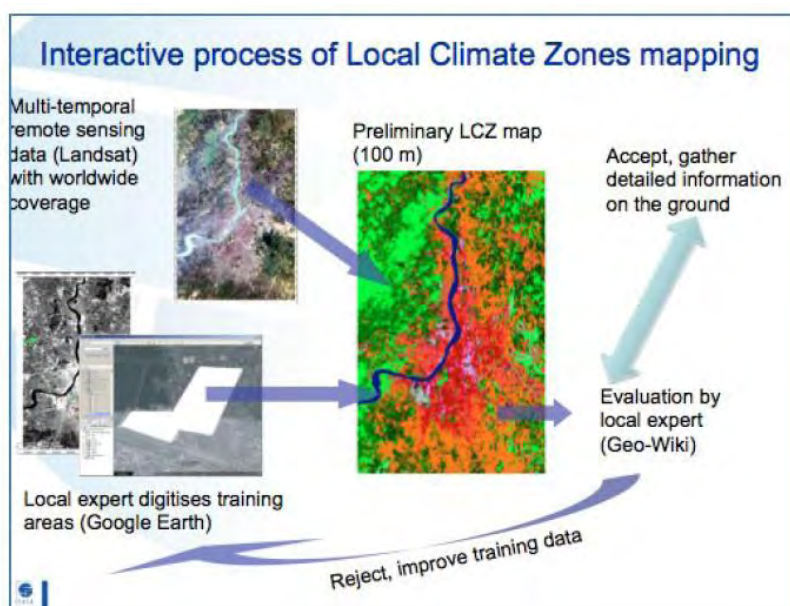 Interactive process of Local Climate Zones mapping
Multi-temporal
remote sensing
data (Landsat)
with worldwide
coverage
Preliminary LCZ map
(100 m)
Accept, gather
detailed information
on the ground
Evaluation by
local expert
(Geo-Wiki)
Local expert digitises training
areas (Google Earth)
Reject, improve training data